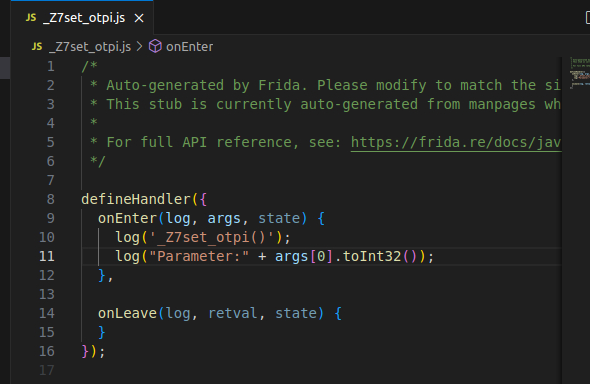 JS _Z7set_otpi.js ×
JS _Z7set_otpi.js > onEnter
1 /*
2 * Auto-generated by Frida. Please modify to match the si
3 * This stub is currently auto-generated from manpages wh
4 *
5 * For full API reference, see: https://frida.re/docs/jav
6 */
7
8 defineHandler({
9 onEnter(log, args, state) {
10 log('_Z7set_otpi()');
11 log("Parameter:" + args[0].toInt32());
12 },
13
14 onLeave(log, retval, state) {
15 }
16 });
17